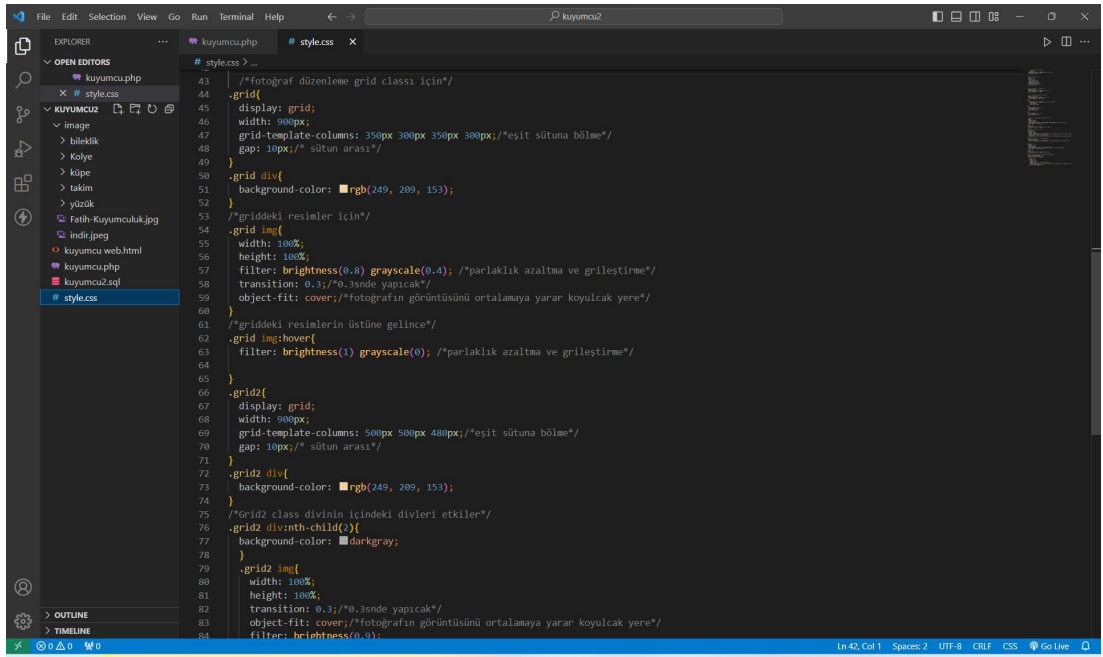 File Edit Selection View Go Run Terminal Help
kuyumcu2
EXPLORER
kuyumcu.php
# style.css
OPEN EDITORS
# style.css > ...
kuyumcu.php
# style.css
KUYUMCU2
image
bileklik
Kolye
küpe
takim
yüzük
Fatih-Kuyumculuk.jpg
indir.jpeg
kuyumcu web.html
kuyumcu.php
kuyumcu2.sql
# style.css
OUTLINE
TIMELINE
43 /*fotoğraf düzenleme grid classı için*/
44 .grid{
45 display: grid;
46 width: 900px;
47 grid-template-columns: 350px 300px 350px 300px;/*eşit sütuna bölme*/
48 gap: 10px;/* sütun arası*/
49 }
50 .grid div{
51 background-color: rgb(249, 209, 153);
52 }
53 /*griddeki resimler için*/
54 .grid img{
55 width: 100%;
56 height: 100%;
57 filter: brightness(0.8) grayscale(0.4); /*parlaklık azaltma ve grileştirme*/
58 transition: 0.3;/*0.3snde yapıcak*/
59 object-fit: cover;/*fotoğrafın görüntüsünü ortalamaya yarar koyulcak yere*/
60 }
61 /*griddeki resimlerin üstüne gelince*/
62 .grid img:hover{
63 filter: brightness(1) grayscale(0); /*parlaklık azaltma ve grileştirme*/
64
65 }
66 .grid2{
67 display: grid;
68 width: 900px;
69 grid-template-columns: 500px 500px 480px;/*eşit sütuna bölme*/
70 gap: 10px;/* sütun arası*/
71 }
72 .grid2 div{
73 background-color: rgb(249, 209, 153);
74 }
75 /*Grid2 class divinin içindeki divleri etkiler*/
76 .grid2 div:nth-child(2){
77 background-color: darkgray;
78 }
79 .grid2 img{
80 width: 100%;
81 height: 100%;
82 transition: 0.3;/*0.3snde yapıcak*/
83 object-fit: cover;/*fotoğrafın görüntüsünü ortalamaya yarar koyulcak yere*/
84 filter: brightness(0.9);
0 0 0
Ln 42, Col 1 Spaces: 2 UTF-8 CRLF CSS Go Live